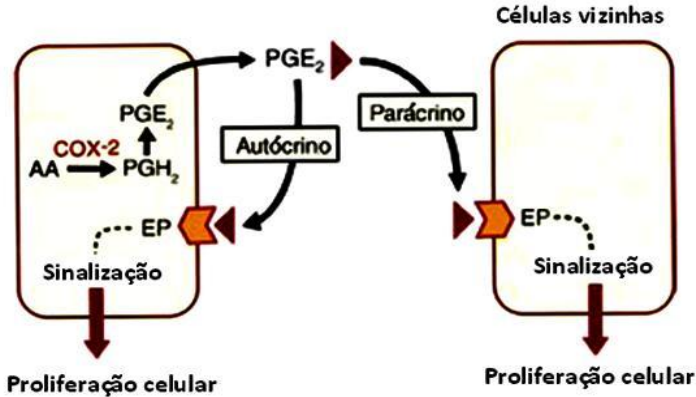 Células vizinhas
PGE₂
Parácrino
Autócrino
PGE₂
COX-2
AA
PGH₂
EP
Sinalização
Proliferação celular
EP
Sinalização
Proliferação celular